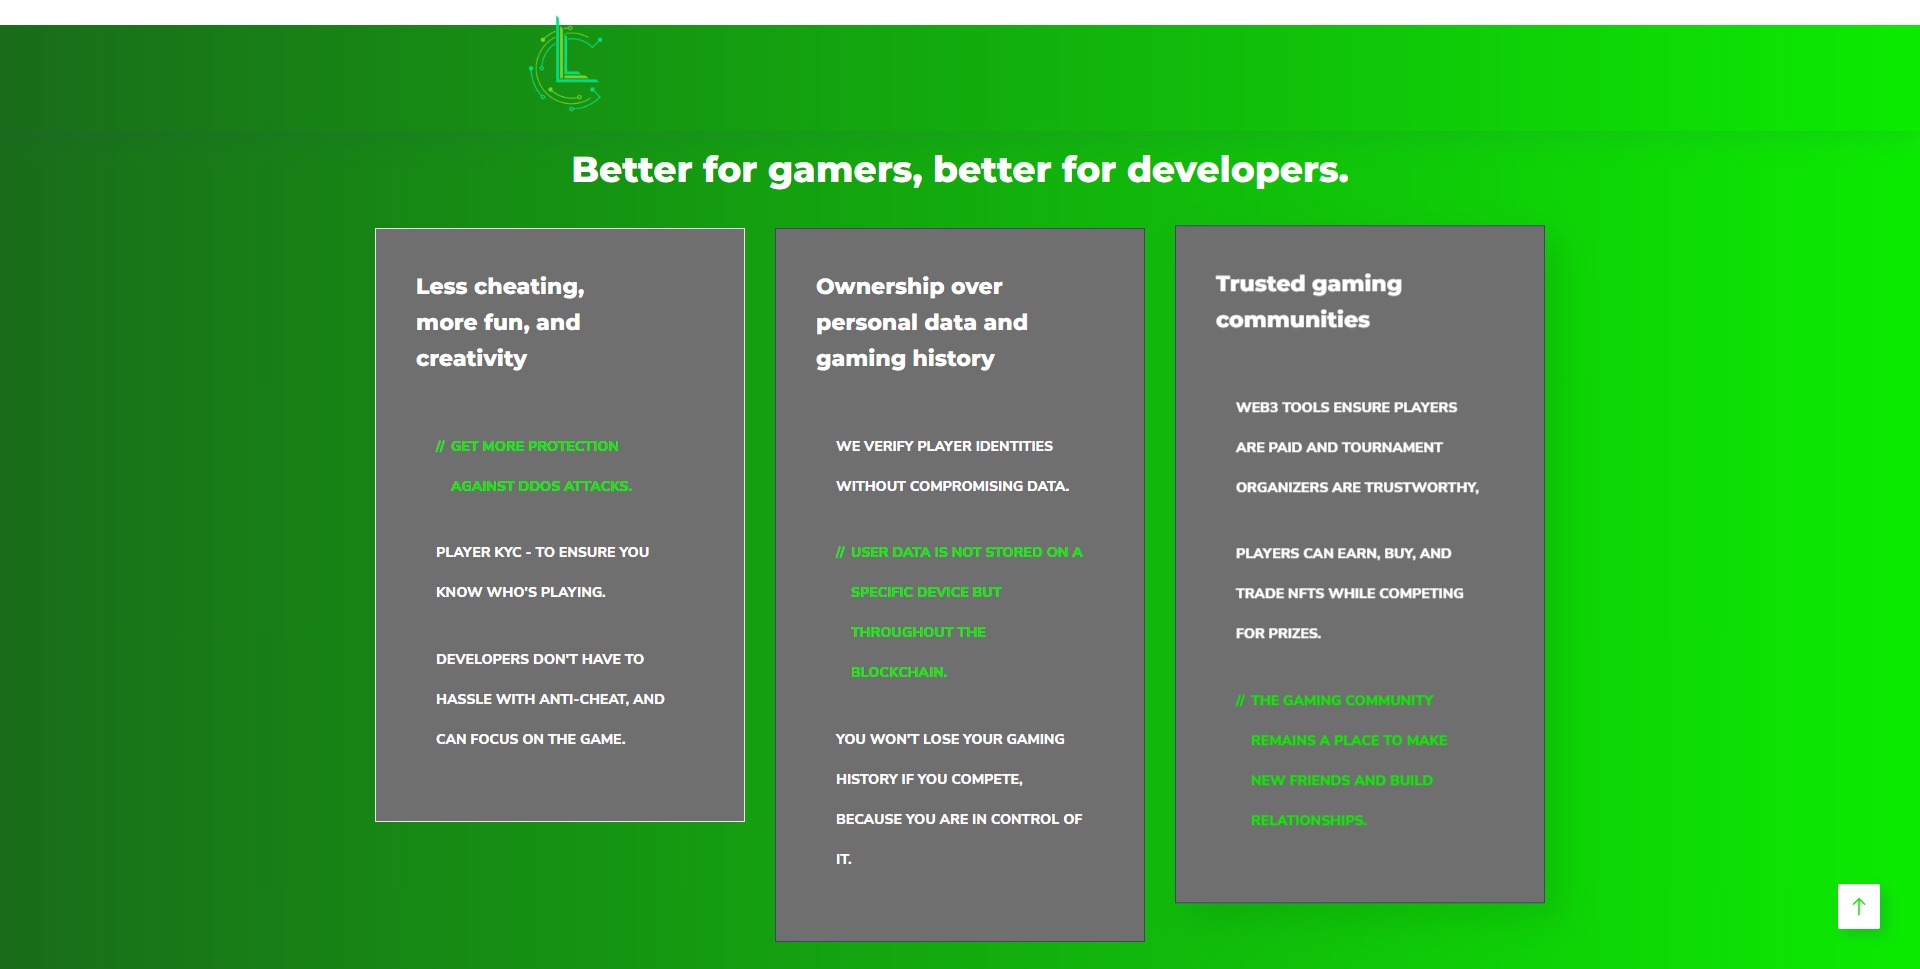 Better for gamers, better for developers.
Less cheating,
more fun, and
creativity
// GET MORE PROTECTION
AGAINST DDOS ATTACKS.
PLAYER KYC - TO ENSURE YOU
KNOW WHO'S PLAYING.
DEVELOPERS DON'T HAVE TO
HASSLE WITH ANTI-CHEAT, AND
CAN FOCUS ON THE GAME.
Ownership over
personal data and
gaming history
WE VERIFY PLAYER IDENTITIES
WITHOUT COMPROMISING DATA.
// USER DATA IS NOT STORED ON A
SPECIFIC DEVICE BUT
THROUGHOUT THE
BLOCKCHAIN.
YOU WON'T LOSE YOUR GAMING
HISTORY IF YOU COMPETE,
BECAUSE YOU ARE IN CONTROL OF
IT.
Trusted gaming
communities
WEB3 TOOLS ENSURE PLAYERS
ARE PAID AND TOURNAMENT
ORGANIZERS ARE TRUSTWORTHY,
PLAYERS CAN EARN, BUY, AND
TRADE NFTS WHILE COMPETING
FOR PRIZES.
// THE GAMING COMMUNITY
REMAINS A PLACE TO MAKE
NEW FRIENDS AND BUILD
RELATIONSHIPS.